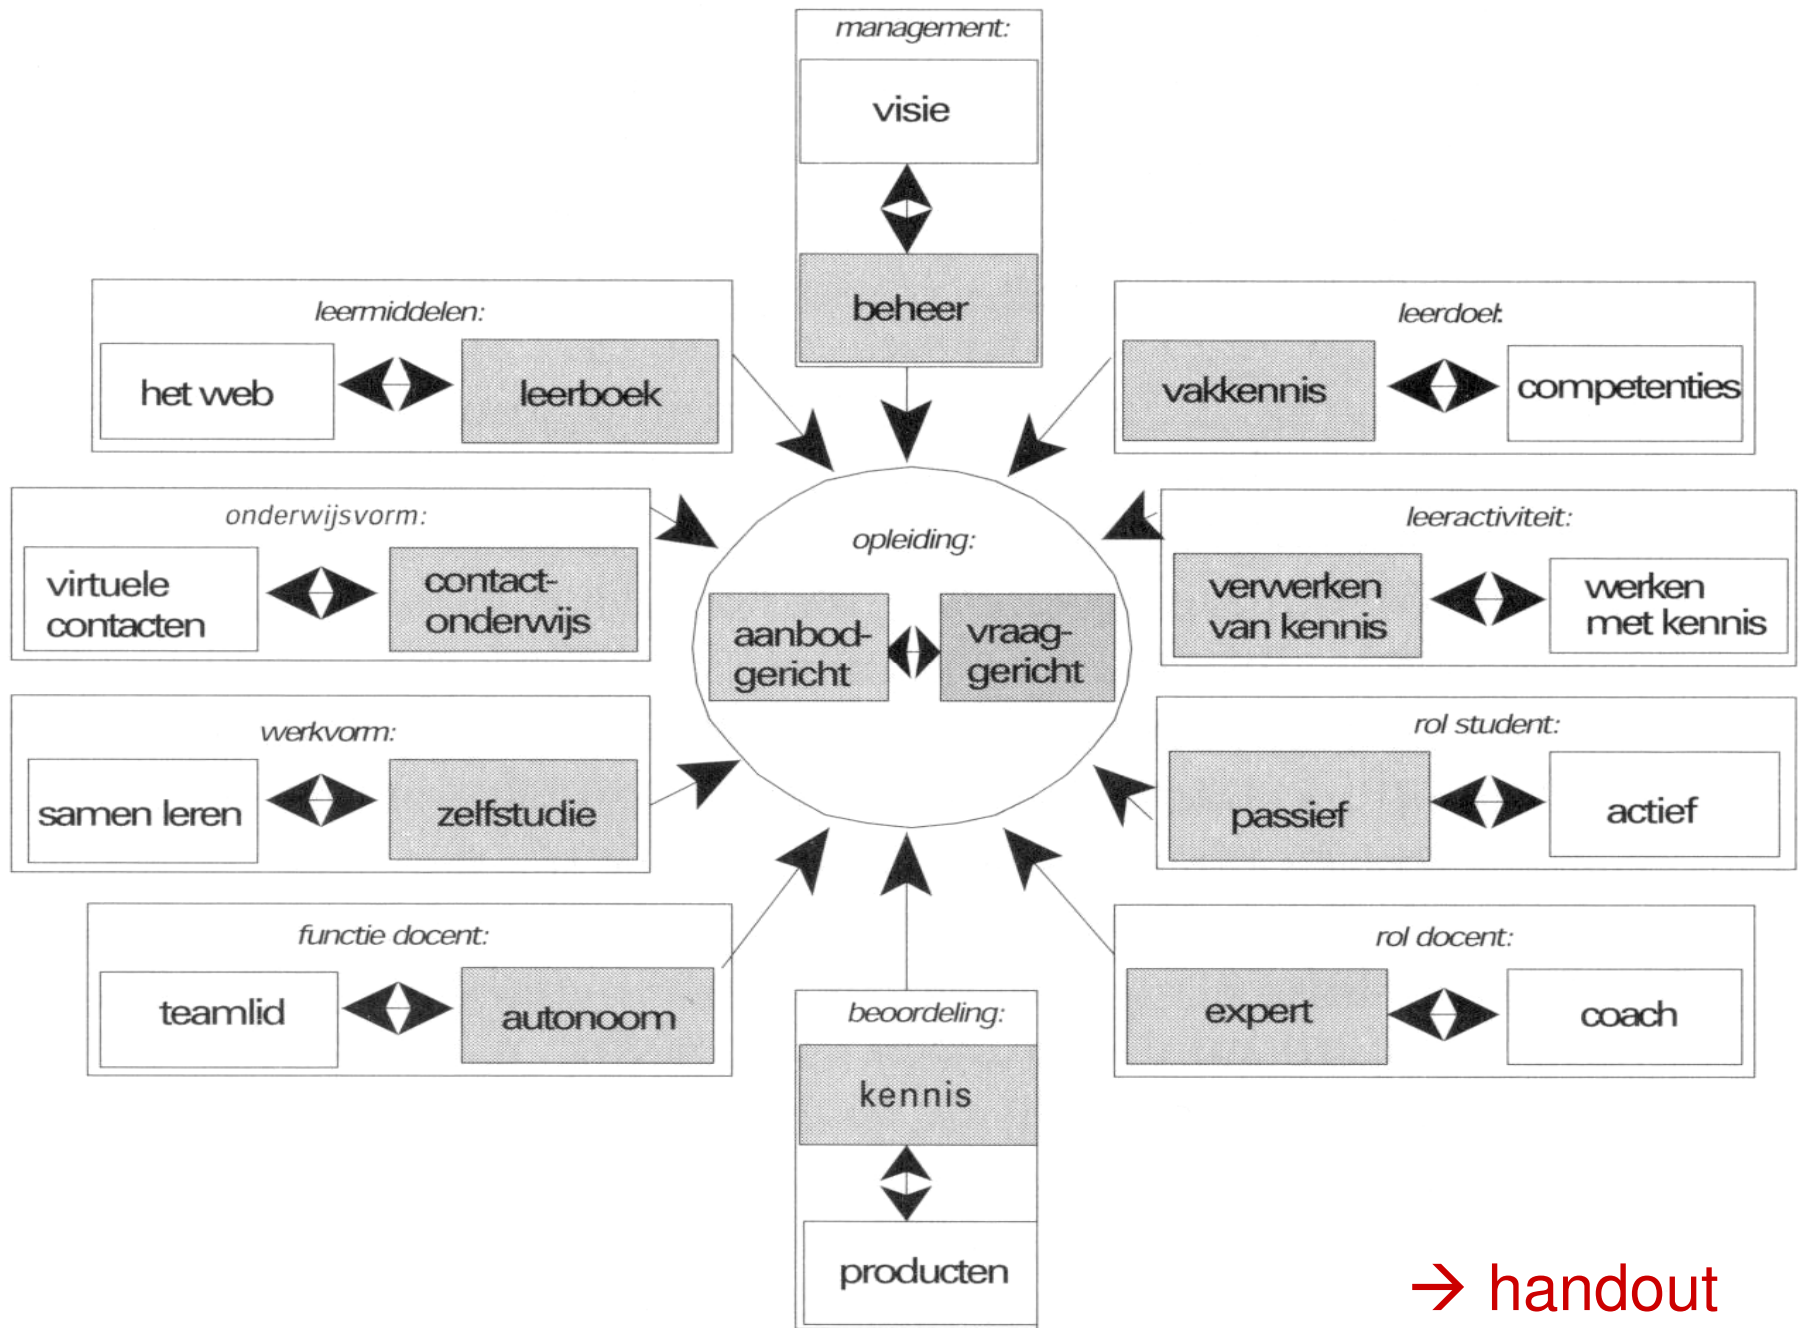 management:
visie
beheer
leermiddelen:
het web
leerboek
leerdoel:
vakkennis
competenties
onderwijsvorm:
virtuele
contacten
contact-
onderwijs
opleiding:
aanbod-
gericht
vraag-
gericht
leeractiviteit:
verwerken
van kennis
werken
met kennis
werkvorm:
samen leren
zelfstudie
rol student:
passief
actief
functie docent:
teamlid
autonoom
beoordeling:
kennis
producten
rol docent:
expert
coach
→ handout